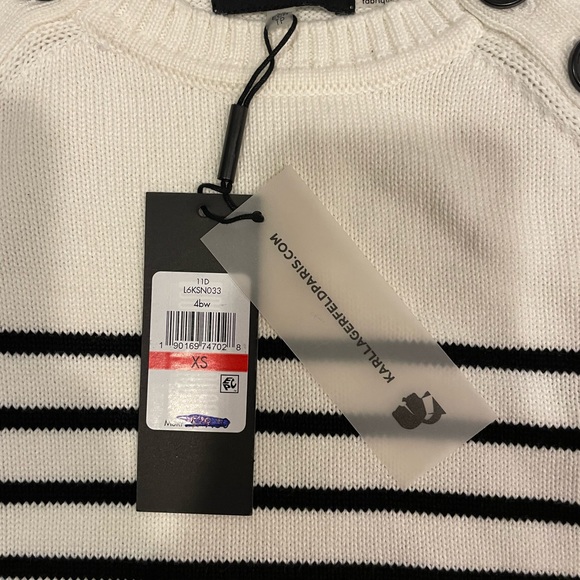 11D
L6KSN033
4bw
1 90169 74702 8
XS
KARLLAGERFELDPARIS.COM